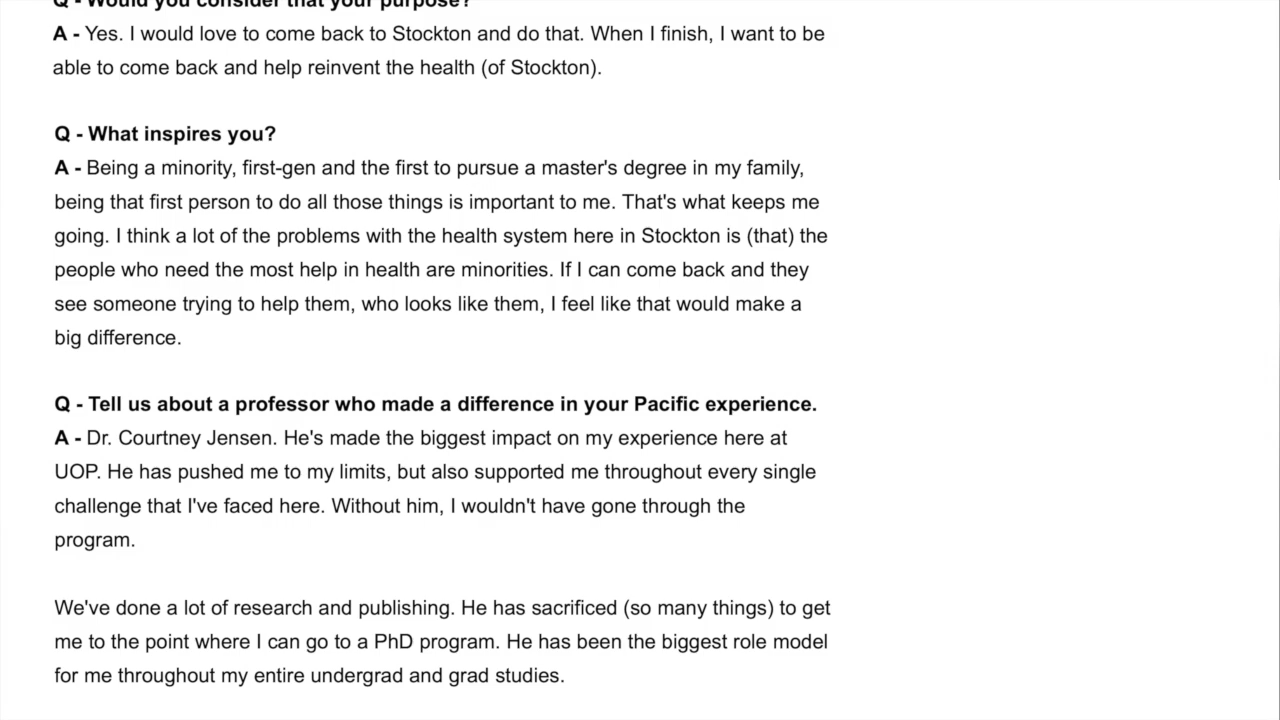 Q - Would you consider that your purpose?
A - Yes. I would love to come back to Stockton and do that. When I finish, I want to be
able to come back and help reinvent the health (of Stockton).
Q - What inspires you?
A - Being a minority, first-gen and the first to pursue a master's degree in my family,
being that first person to do all those things is important to me. That's what keeps me
going. I think a lot of the problems with the health system here in Stockton is (that) the
people who need the most help in health are minorities. If I can come back and they
see someone trying to help them, who looks like them, I feel like that would make a
big difference.
Q - Tell us about a professor who made a difference in your Pacific experience.
A - Dr. Courtney Jensen. He's made the biggest impact on my experience here at
UOP. He has pushed me to my limits, but also supported me throughout every single
challenge that I've faced here. Without him, I wouldn't have gone through the
program.
We've done a lot of research and publishing. He has sacrificed (so many things) to get
me to the point where I can go to a PhD program. He has been the biggest role model
for me throughout my entire undergrad and grad studies.